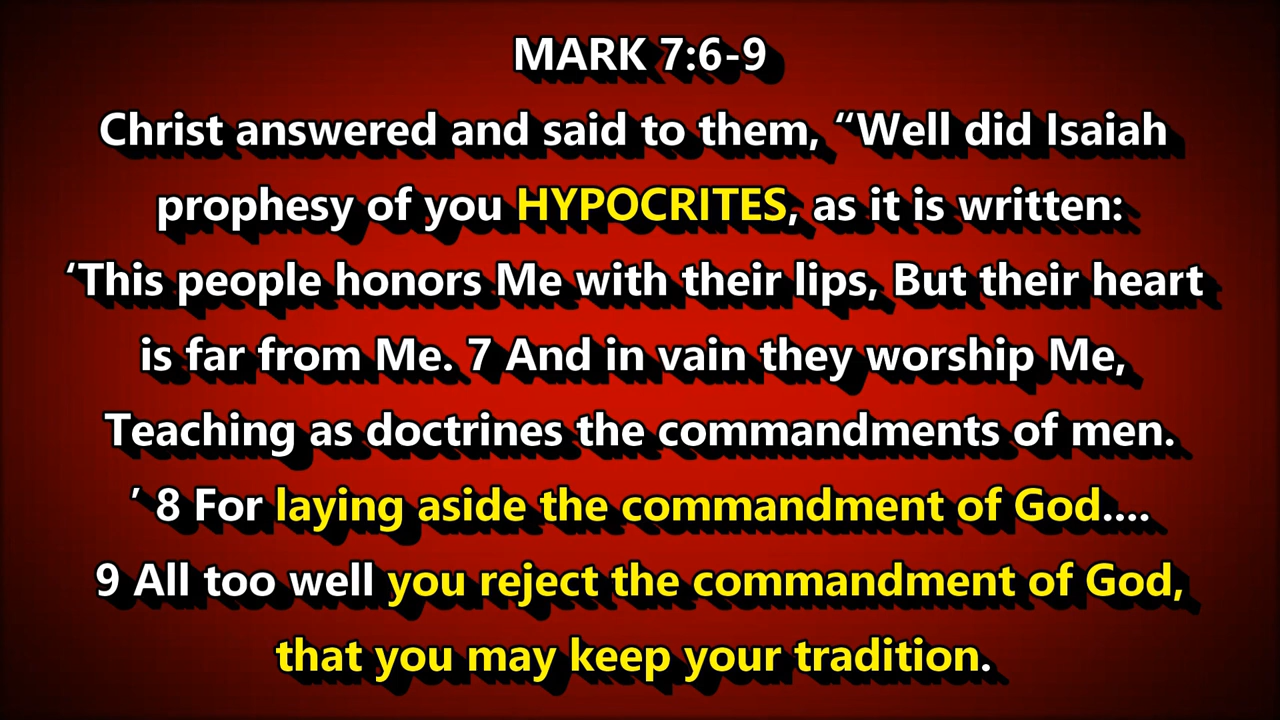 MARK 7:6-9
Christ answered and said to them, “Well did Isaiah
prophesy of you HYPOCRITES, as it is written:
‘This people honors Me with their lips, But their heart
is far from Me. 7 And in vain they worship Me,
Teaching as doctrines the commandments of men.
’ 8 For laying aside the commandment of God....
9 All too well you reject the commandment of God,
that you may keep your tradition.